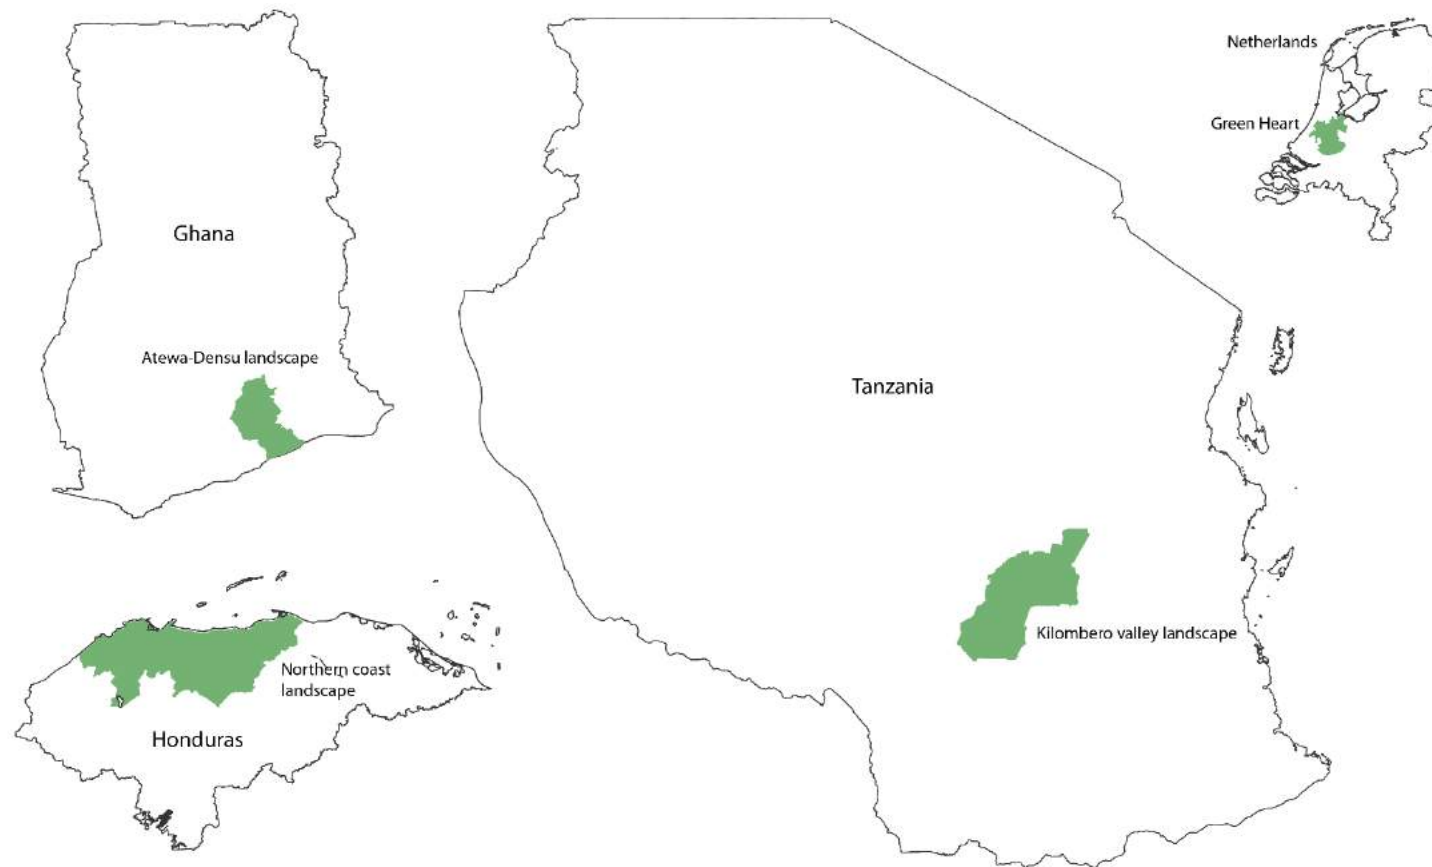 Netherlands
Green Heart
Ghana
Atewa-Densu landscape
Tanzania
Kilombero valley landscape
Northern coast
landscape
Honduras